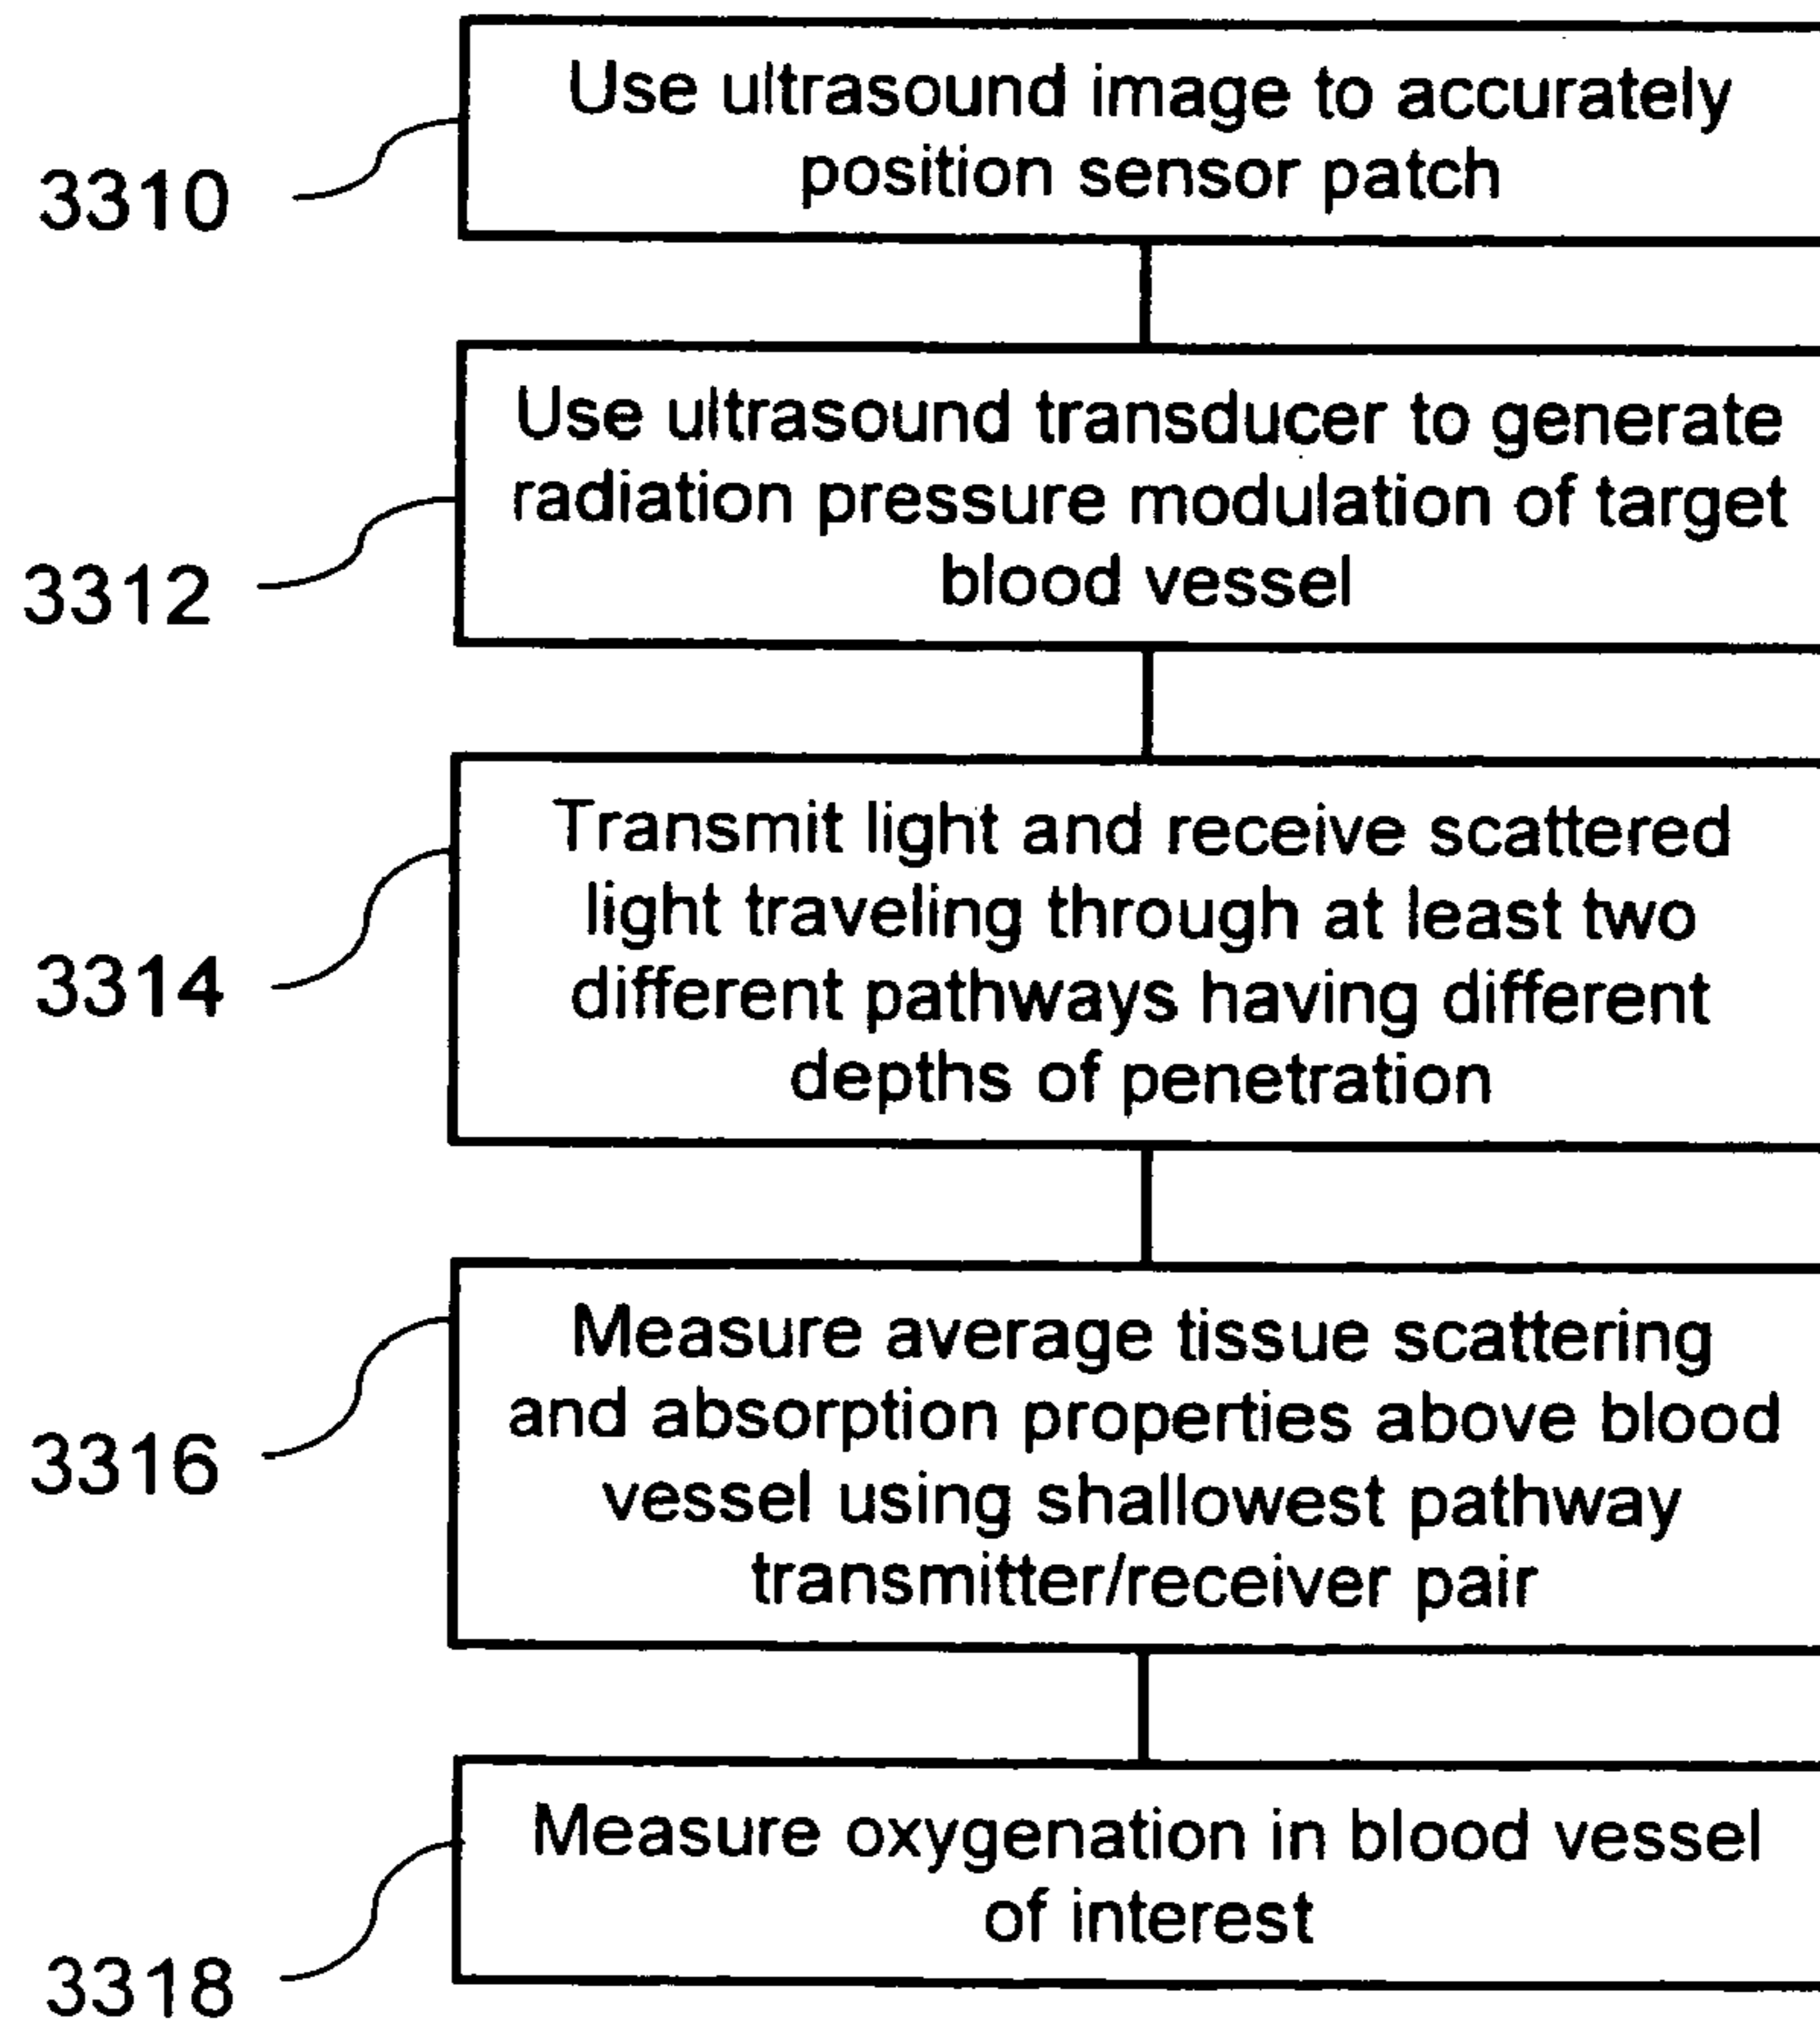 Use ultrasound image to accurately
position sensor patch
3310
Use ultrasound transducer to generate
radiation pressure modulation of target
blood vessel
3312
Transmit light and receive scattered
light traveling through at least two
different pathways having different
depths of penetration
3314
Measure average tissue scattering
and absorption properties above blood
vessel using shallowest pathway
transmitter/receiver pair
3316
Measure oxygenation in blood vessel
of interest
3318